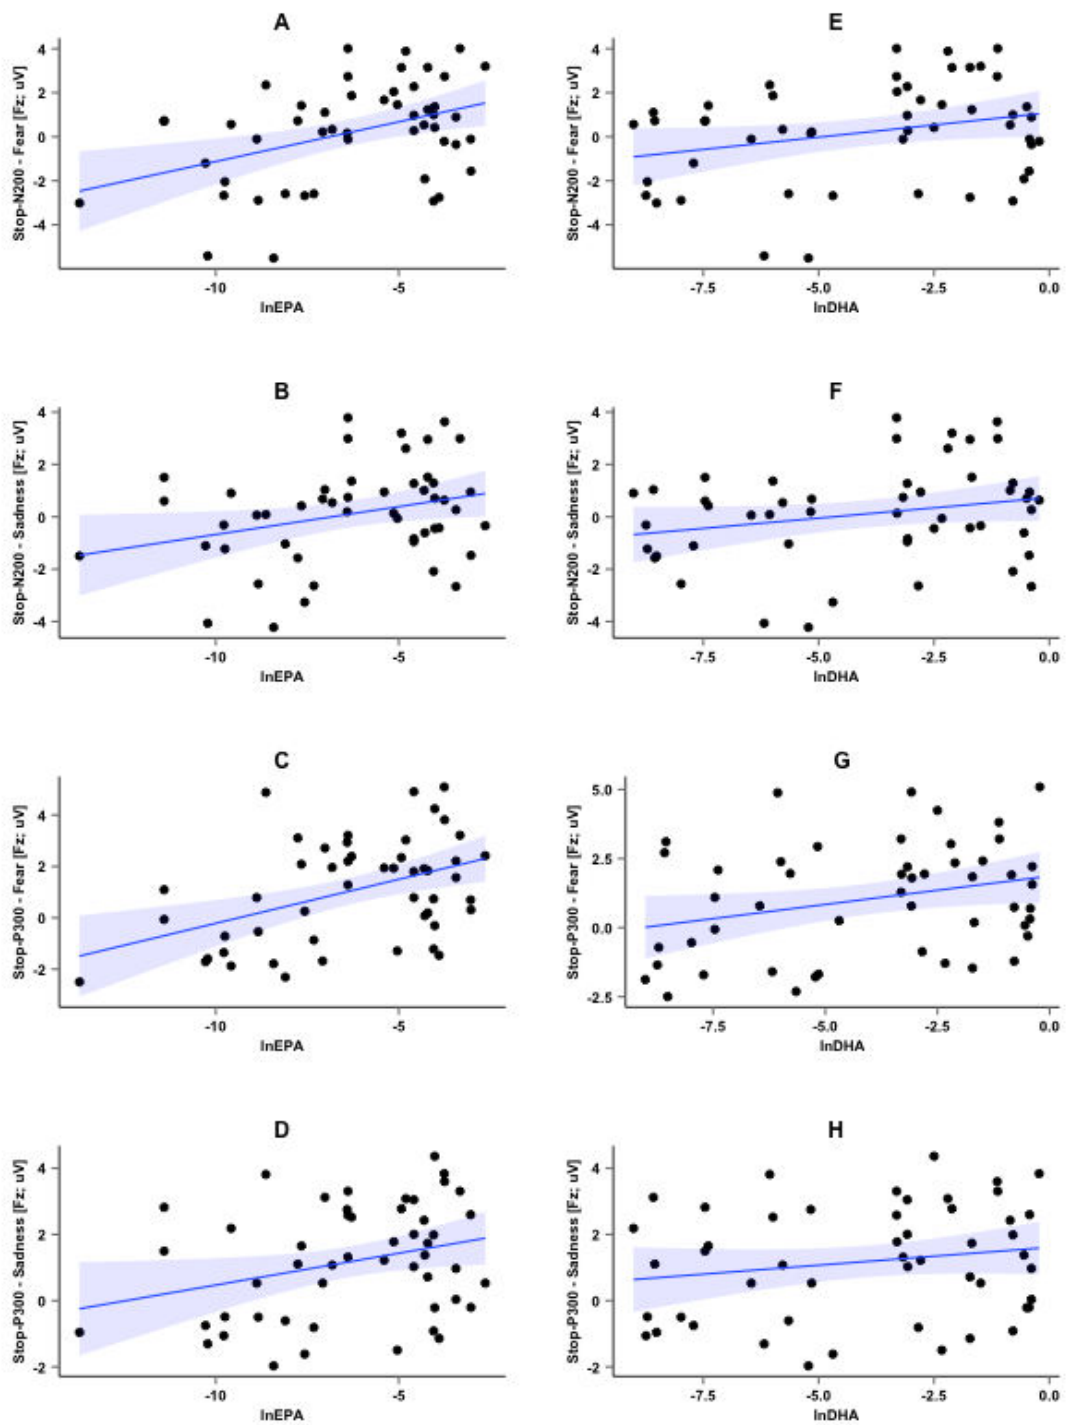 A
Stop-N200 - Fear [Fz; uV]
4
2
0
-2
-4
-10
-5
lnEPA
E
Stop-N200 - Fear [Fz; uV]
4
2
0
-2
-4
-7.5
-5.0
-2.5
0.0
lnDHA
B
Stop-N200 - Sadness [Fz; uV]
4
2
0
-2
-4
-10
-5
lnEPA
F
Stop-N200 - Sadness [Fz; uV]
4
2
0
-2
-4
-7.5
-5.0
-2.5
0.0
lnDHA
C
Stop-P300 - Fear [Fz; uV]
4
2
0
-2
-10
-5
lnEPA
G
Stop-P300 - Fear [Fz; uV]
5.0
2.5
0.0
-2.5
-7.5
-5.0
-2.5
0.0
lnDHA
D
Stop-P300 - Sadness [Fz; uV]
4
2
0
-2
-10
-5
lnEPA
H
Stop-P300 - Sadness [Fz; uV]
4
2
0
-2
-7.5
-5.0
-2.5
0.0
lnDHA